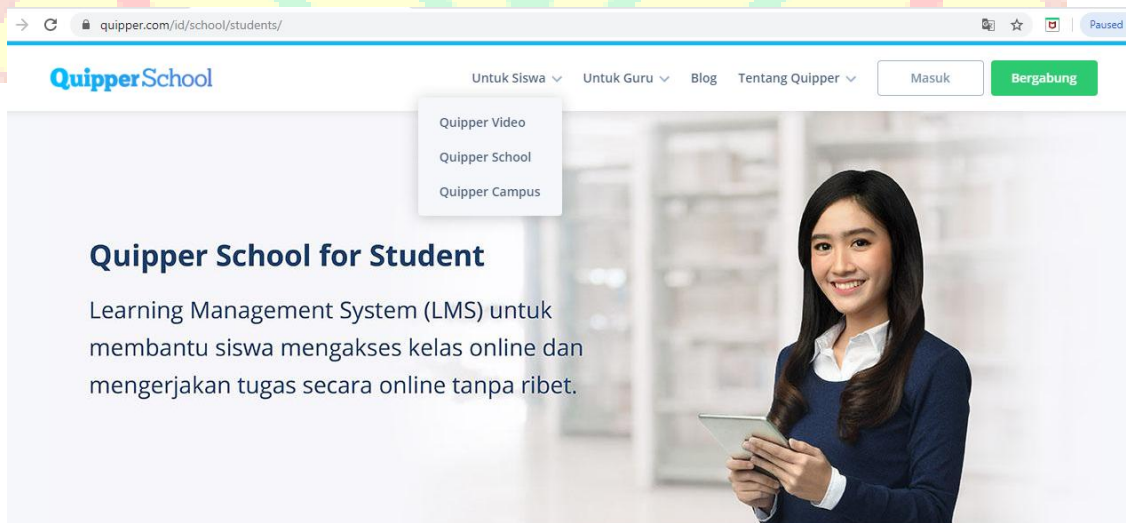 quipper.com/id/school/students/
Paused
QuipperSchool
Untuk Siswa
Untuk Guru
Blog
Tentang Quipper
Masuk
Bergabung
Quipper Video
Quipper School
Quipper Campus
Quipper School for Student
Learning Management System (LMS) untuk
membantu siswa mengakses kelas online dan
mengerjakan tugas secara online tanpa ribet.